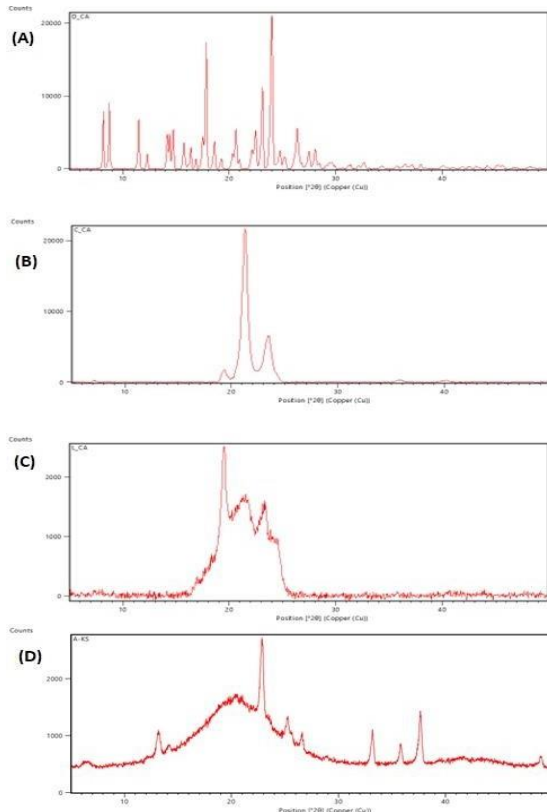 Counts
(A)
D_CA
20000
10000
0
10 20 30 40
Position [°2θ] (Copper (Cu))
Counts
(B)
C_CA
20000
10000
0
10 20 30 40
Position [°2θ] (Copper (Cu))
(C)
L_CA
2000
1000
0
10 20 30 40
Position [°2θ] (Copper (Cu))
Counts
(D)
A-KS
2000
1000
0
10 20 30 40
Position [°2θ] (Copper (Cu))